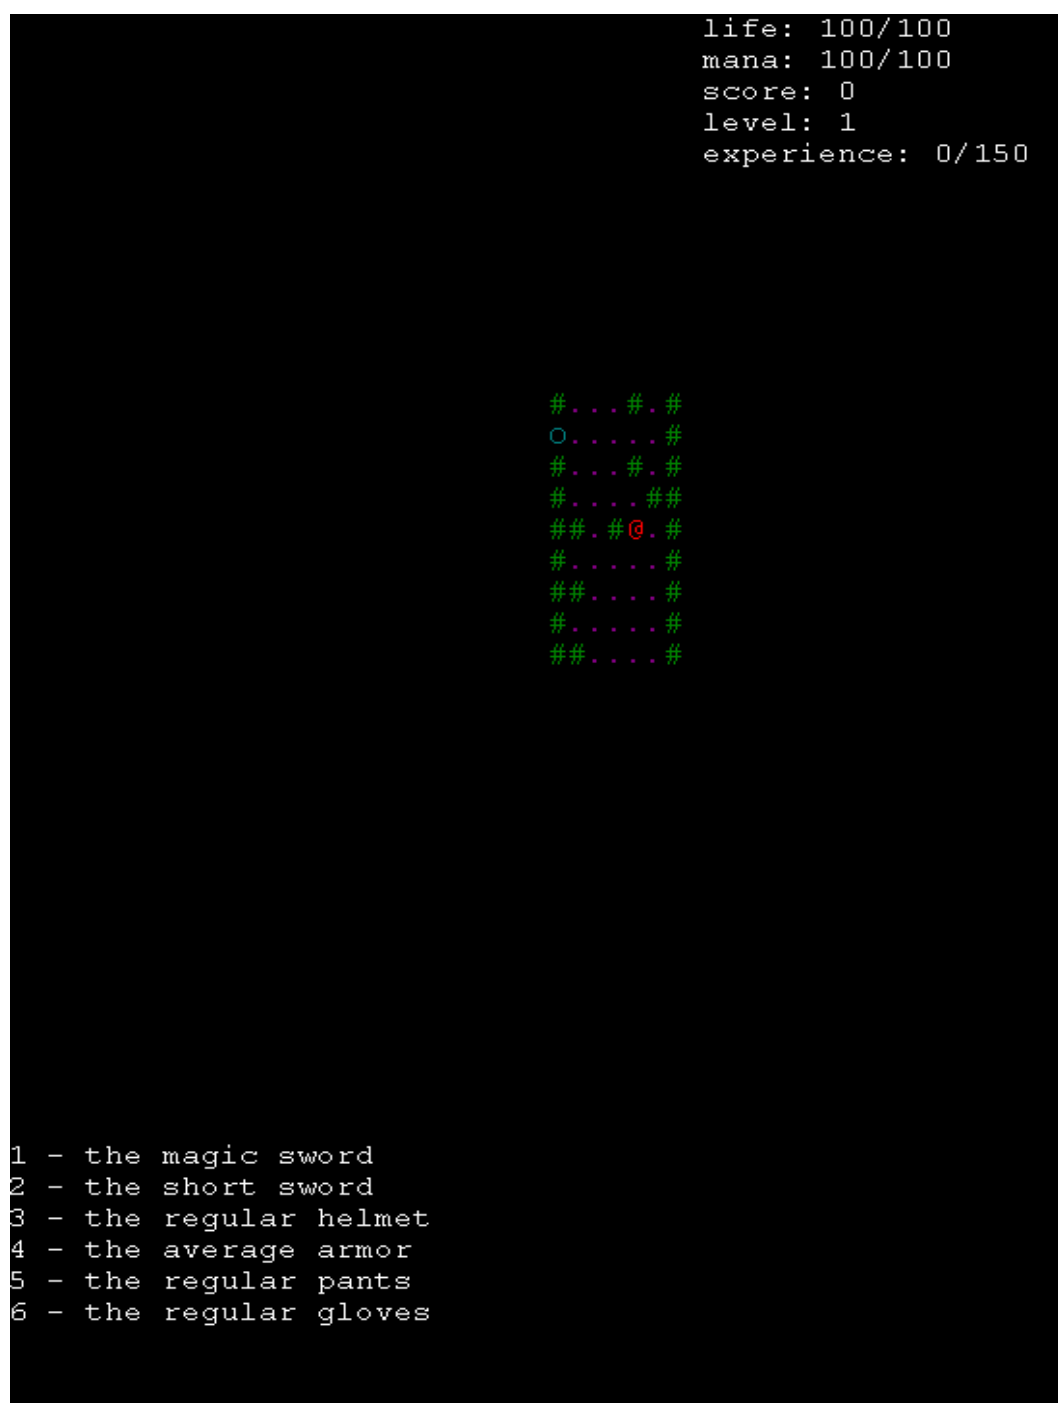 life: 100/100
mana: 100/100
score: 0
level: 1
experience: 0/150
#...#.#
O.....#
#...#.#
#....##
##.#@.#
#.....#
##....#
#.....#
##....#
1 - the magic sword
2 - the short sword
3 - the regular helmet
4 - the average armor
5 - the regular pants
6 - the regular gloves